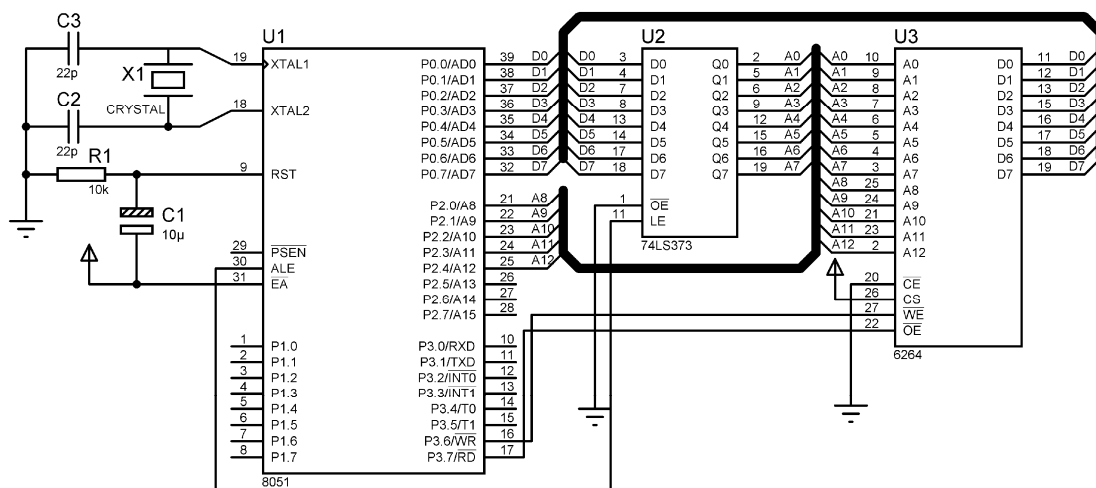 C3
22p
X1
CRYSTAL
C2
22p
R1
10k
C1
10µ
U1
19 XTAL1
18 XTAL2
9 RST
29 PSEN
30 ALE
31 EA
1 P1.0
2 P1.1
3 P1.2
4 P1.3
5 P1.4
6 P1.5
7 P1.6
8 P1.7
P0.0/AD0 39 D0
P0.1/AD1 38 D1
P0.2/AD2 37 D2
P0.3/AD3 36 D3
P0.4/AD4 35 D4
P0.5/AD5 34 D5
P0.6/AD6 33 D6
P0.7/AD7 32 D7
P2.0/A8 21 A8
P2.1/A9 22 A9
P2.2/A10 23 A10
P2.3/A11 24 A11
P2.4/A12 25 A12
P2.5/A13 26
P2.6/A14 27
P2.7/A15 28
P3.0/RXD 10
P3.1/TXD 11
P3.2/INT0 12
P3.3/INT1 13
P3.4/T0 14
P3.5/T1 15
P3.6/WR 16
P3.7/RD 17
8051
U2
D0 3 D0 Q0 2 A0
D1 4 D1 Q1 5 A1
D2 7 D2 Q2 6 A2
D3 8 D3 Q3 9 A3
D4 13 D4 Q4 12 A4
D5 14 D5 Q5 15 A5
D6 17 D6 Q6 16 A6
D7 18 D7 Q7 19 A7
1 OE
11 LE
74LS373
U3
A0 10 A0 D0 11 D0
A1 9 A1 D1 12 D1
A2 8 A2 D2 13 D2
A3 7 A3 D3 15 D3
A4 6 A4 D4 16 D4
A5 5 A5 D5 17 D5
A6 4 A6 D6 18 D6
A7 3 A7 D7 19 D7
A8 25 A8
A9 24 A9
A10 21 A10
A11 23 A11
A12 2 A12
20 CE
26 CS
27 WE
22 OE
6264